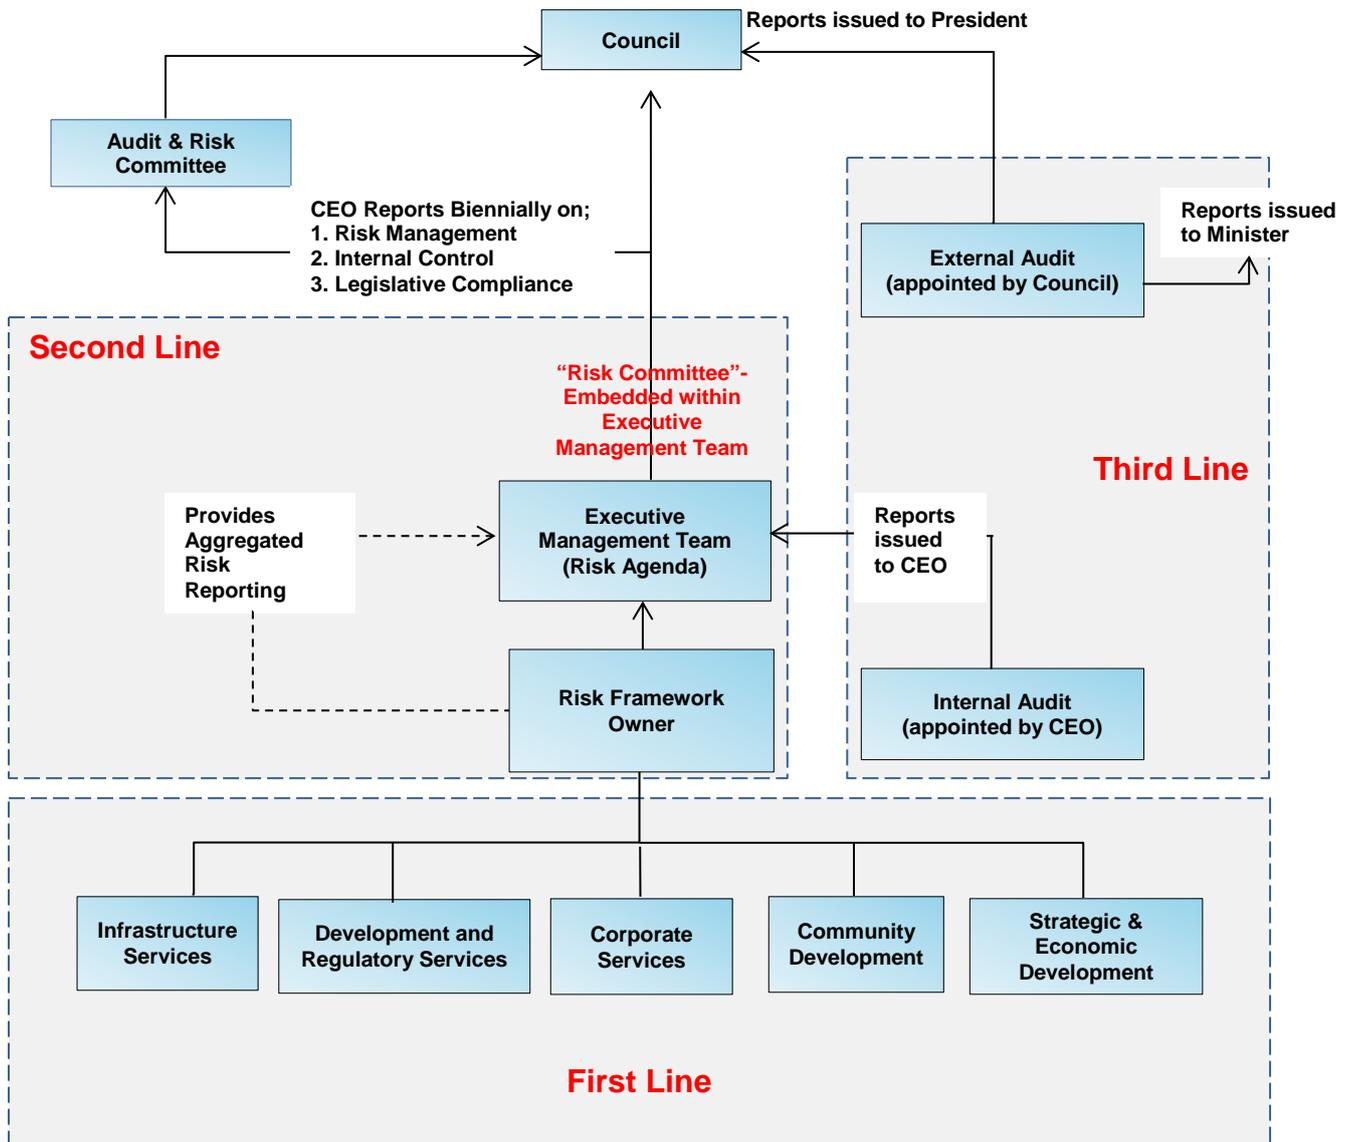 Council
Reports issued to President
Audit & Risk
Committee
CEO Reports Biennially on;
1. Risk Management
2. Internal Control
3. Legislative Compliance
External Audit
(appointed by Council)
Reports issued
to Minister
Second Line
“Risk Committee”-
Embedded within
Executive
Management Team
Third Line
Provides
Aggregated
Risk
Reporting
Executive
Management Team
(Risk Agenda)
Reports
issued
to CEO
Risk Framework
Owner
Internal Audit
(appointed by CEO)
Infrastructure
Services
Development and
Regulatory Services
Corporate
Services
Community
Development
Strategic &
Economic
Development
First Line